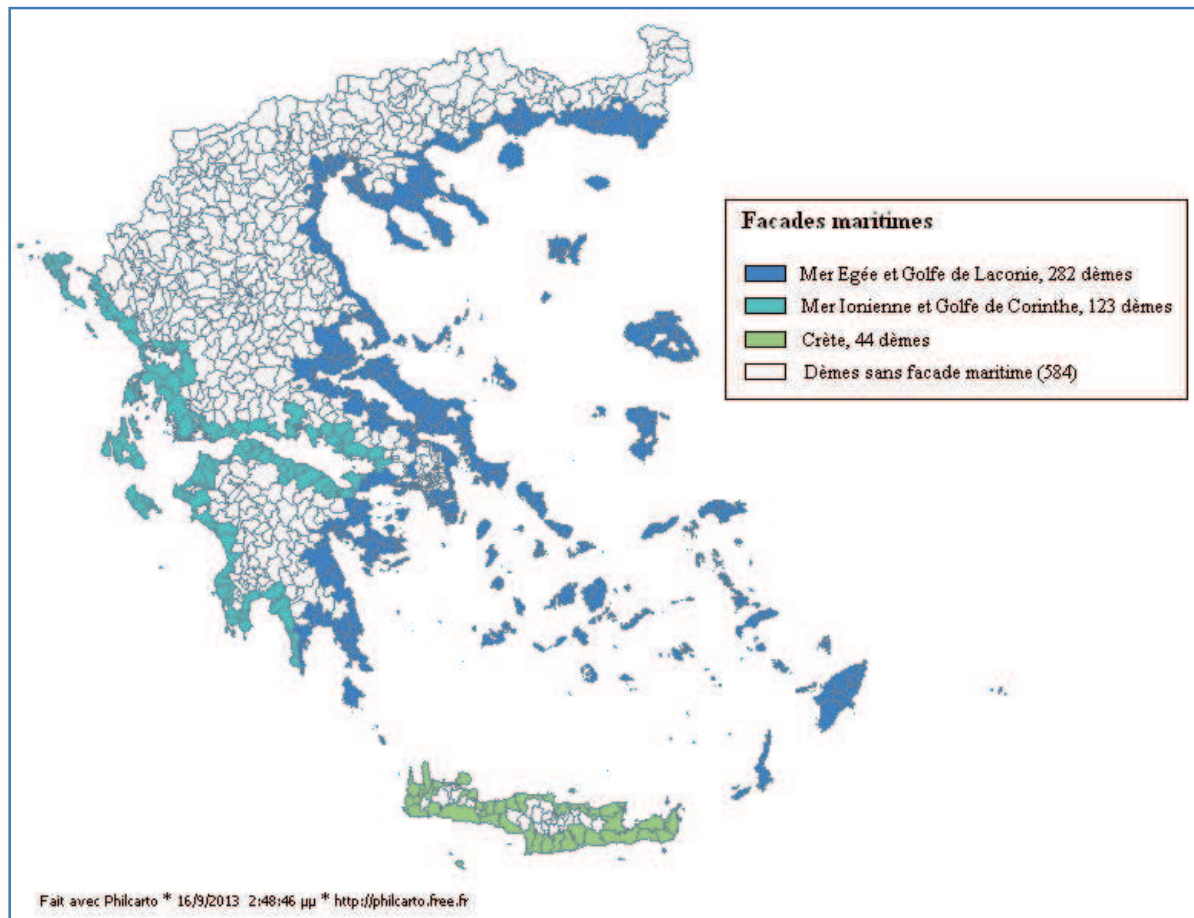 Facades maritimes
Mer Egée et Golfe de Laconie, 282 dèmes
Mer Ionienne et Golfe de Corinthe, 123 dèmes
Crète, 44 dèmes
Dèmes sans facade maritime (584)
Fait avec Philcarto * 16/9/2013 2:48:46 μμ * http://philcarto.free.fr